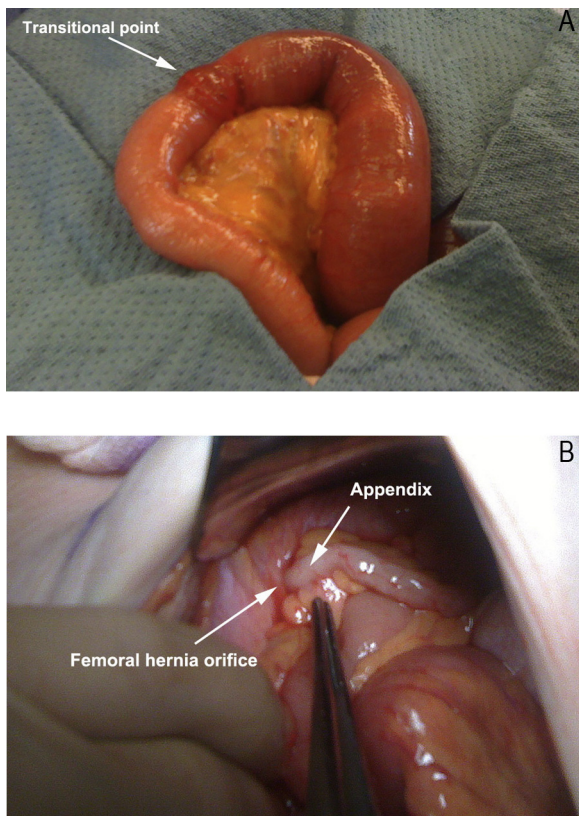 Transitional point
A
B
Appendix
Femoral hernia orifice